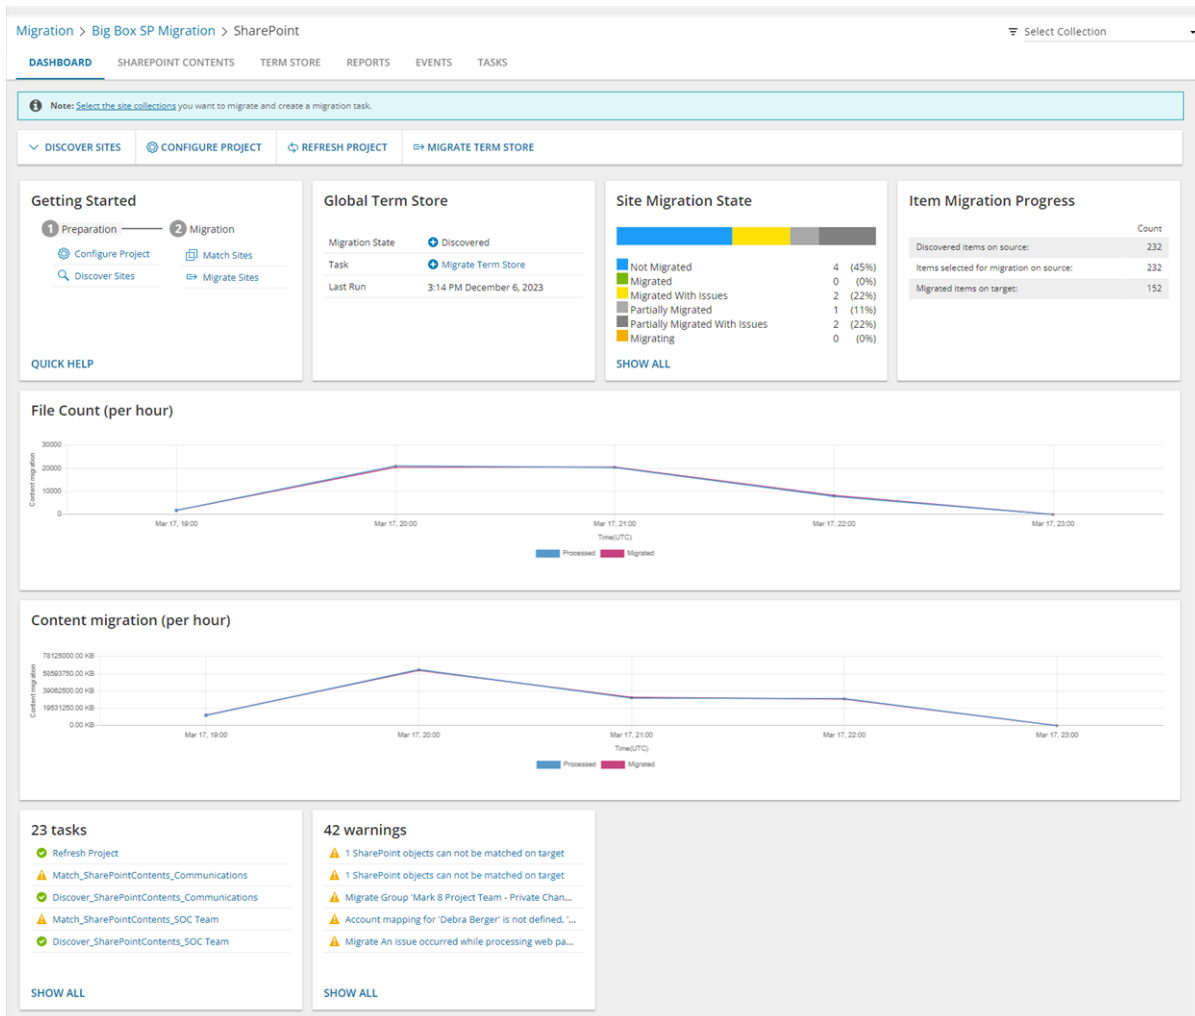 Migration > Big Box SP Migration > SharePoint
Select Collection
DASHBOARD SHAREPOINT CONTENTS TERM STORE REPORTS EVENTS TASKS
Note: Select the site collections you want to migrate and create a migration task.
DISCOVER SITES CONFIGURE PROJECT REFRESH PROJECT MIGRATE TERM STORE
Getting Started
1 Preparation 2 Migration
Configure Project Match Sites
Discover Sites Migrate Sites
QUICK HELP
Global Term Store
Migration State Discovered
Task Migrate Term Store
Last Run 3:14 PM December 6, 2023
Site Migration State
Not Migrated 4 (45%)
Migrated 0 (0%)
Migrated With Issues 2 (22%)
Partially Migrated 1 (11%)
Partially Migrated With Issues 2 (22%)
Migrating 0 (0%)
SHOW ALL
Item Migration Progress
Count
Discovered items on source: 232
Items selected for migration on source: 232
Migrated items on target: 152
File Count (per hour)
Content migration
30000
20000
10000
0
Mar 17, 19:00 Mar 17, 20:00 Mar 17, 21:00 Mar 17, 22:00 Mar 17, 23:00
Time(UTC)
Processed Migrated
Content migration (per hour)
Content migration
78125000.00 KB
58593750.00 KB
39062500.00 KB
19531250.00 KB
0.00 KB
Mar 17, 19:00 Mar 17, 20:00 Mar 17, 21:00 Mar 17, 22:00 Mar 17, 23:00
Time(UTC)
Processed Migrated
23 tasks
Refresh Project
Match_SharePointContents_Communications
Discover_SharePointContents_Communications
Match_SharePointContents_SOC Team
Discover_SharePointContents_SOC Team
SHOW ALL
42 warnings
1 SharePoint objects can not be matched on target
1 SharePoint objects can not be matched on target
Migrate Group 'Mark 8 Project Team - Private Chan...
Account mapping for 'Debra Berger' is not defined, '...
Migrate An issue occurred while processing web pa...
SHOW ALL